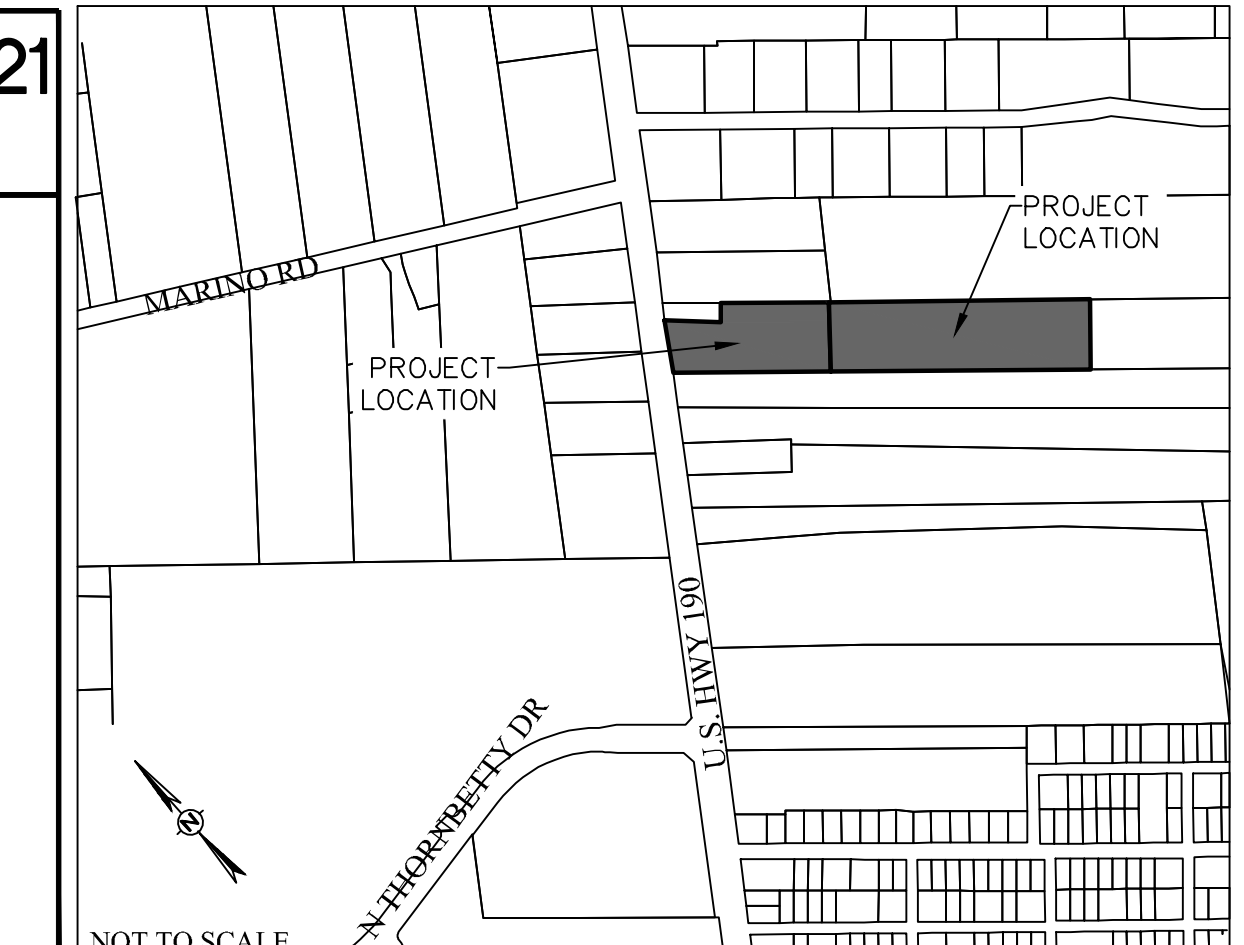 21
PROJECT
LOCATION
MARINO RD
PROJECT
LOCATION
U.S. HWY 190
N THORNBETTY DR
N
NOT TO SCALE